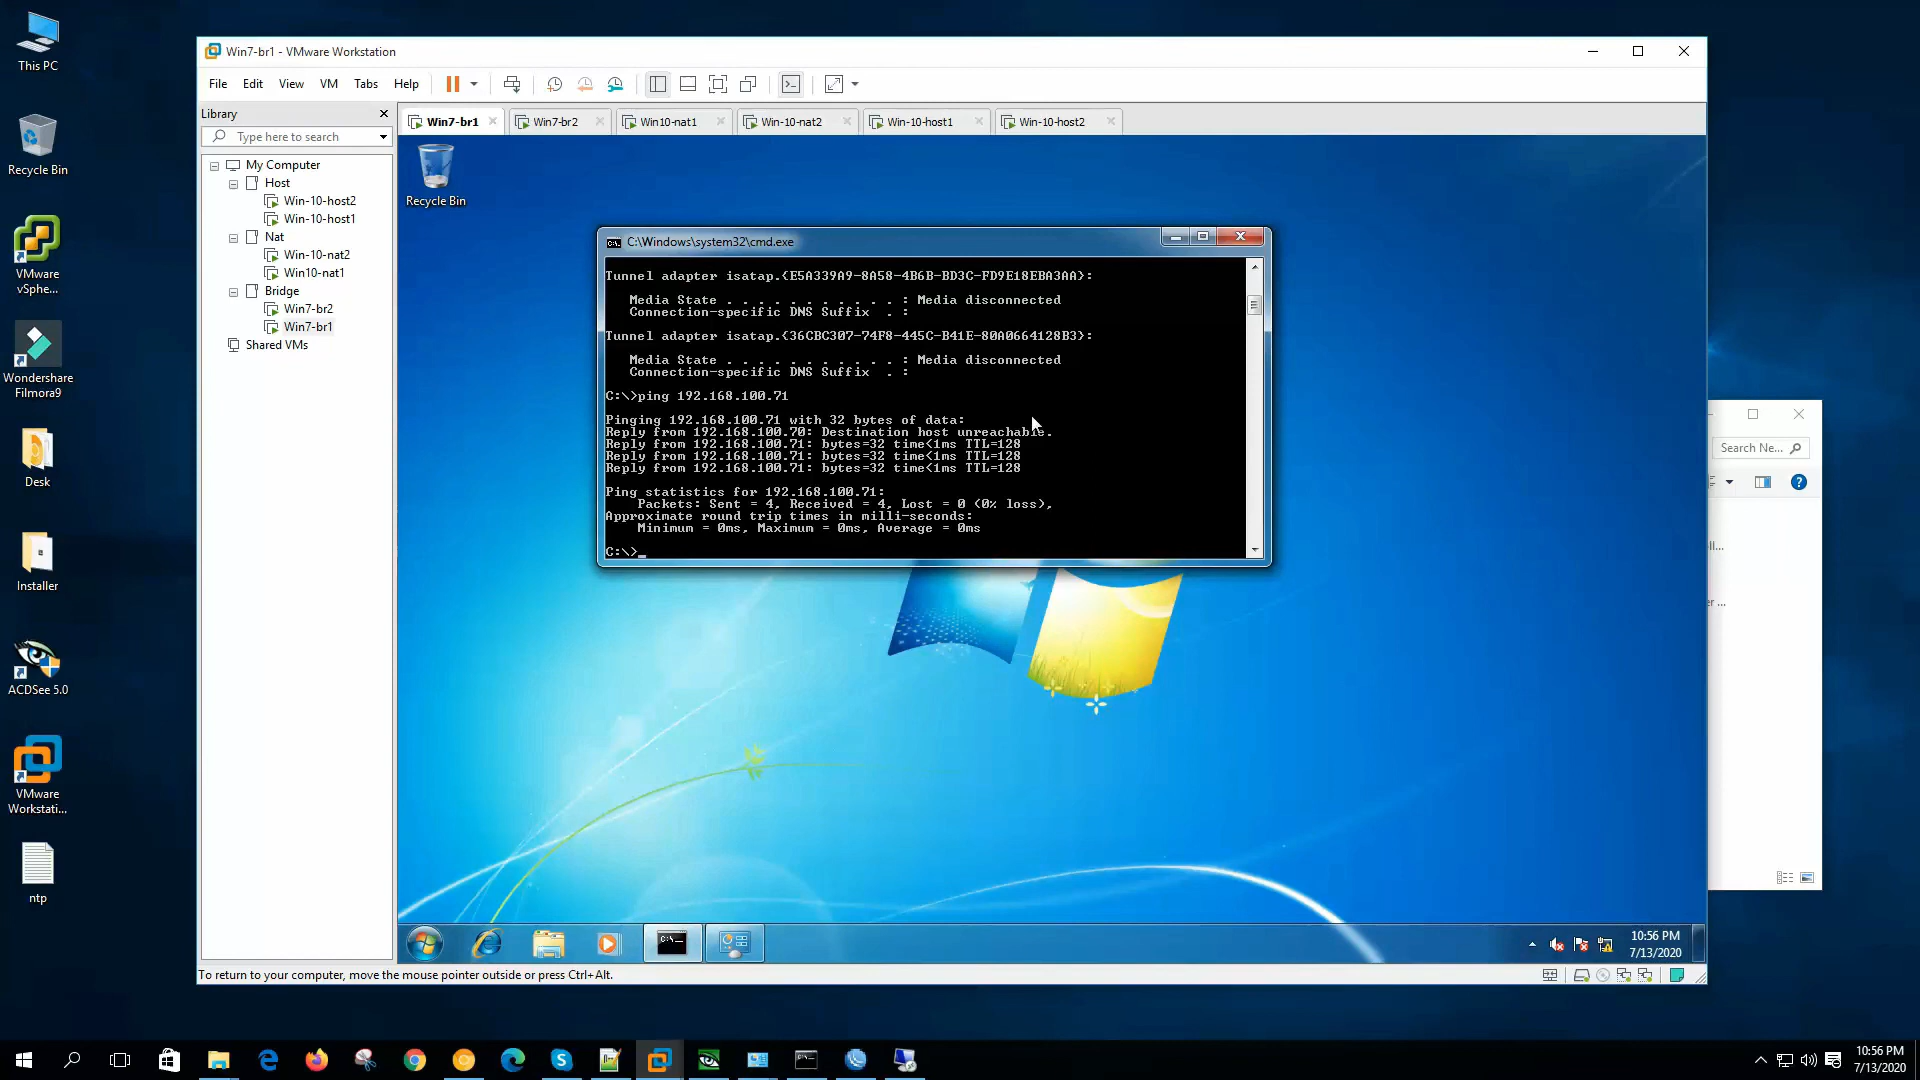 This PC
Recycle Bin
VMware
vSphe...
Wondershare
Filmora9
Desk
Installer
ACDSee 5.0
VMware
Workstati...
ntp
Win7-br1 - VMware Workstation
File Edit View VM Tabs Help
Library
Type here to search
My Computer
Host
Win-10-host2
Win-10-host1
Nat
Win-10-nat2
Win10-nat1
Bridge
Win7-br2
Win7-br1
Shared VMs
Win7-br1 Win7-br2 Win10-nat1 Win-10-nat2 Win-10-host1 Win-10-host2
Recycle Bin
C:\Windows\system32\cmd.exe
Tunnel adapter isatap.{E5A339A9-8A58-4B6B-BD3C-FD9E18EBA3AA}:
Media State . . . . . . . . . . . : Media disconnected
Connection-specific DNS Suffix . :
Tunnel adapter isatap.{36CBC307-74F8-445C-B41E-80A0664128B3}:
Media State . . . . . . . . . . . : Media disconnected
Connection-specific DNS Suffix . :
C:\>ping 192.168.100.71
Pinging 192.168.100.71 with 32 bytes of data:
Reply from 192.168.100.70: Destination host unreachable.
Reply from 192.168.100.71: bytes=32 time<1ms TTL=128
Reply from 192.168.100.71: bytes=32 time<1ms TTL=128
Reply from 192.168.100.71: bytes=32 time<1ms TTL=128
Ping statistics for 192.168.100.71:
Packets: Sent = 4, Received = 4, Lost = 0 (0% loss),
Approximate round trip times in milli-seconds:
Minimum = 0ms, Maximum = 0ms, Average = 0ms
C:\>_
Search Ne...
10:56 PM
7/13/2020
To return to your computer, move the mouse pointer outside or press Ctrl+Alt.
10:56 PM
7/13/2020